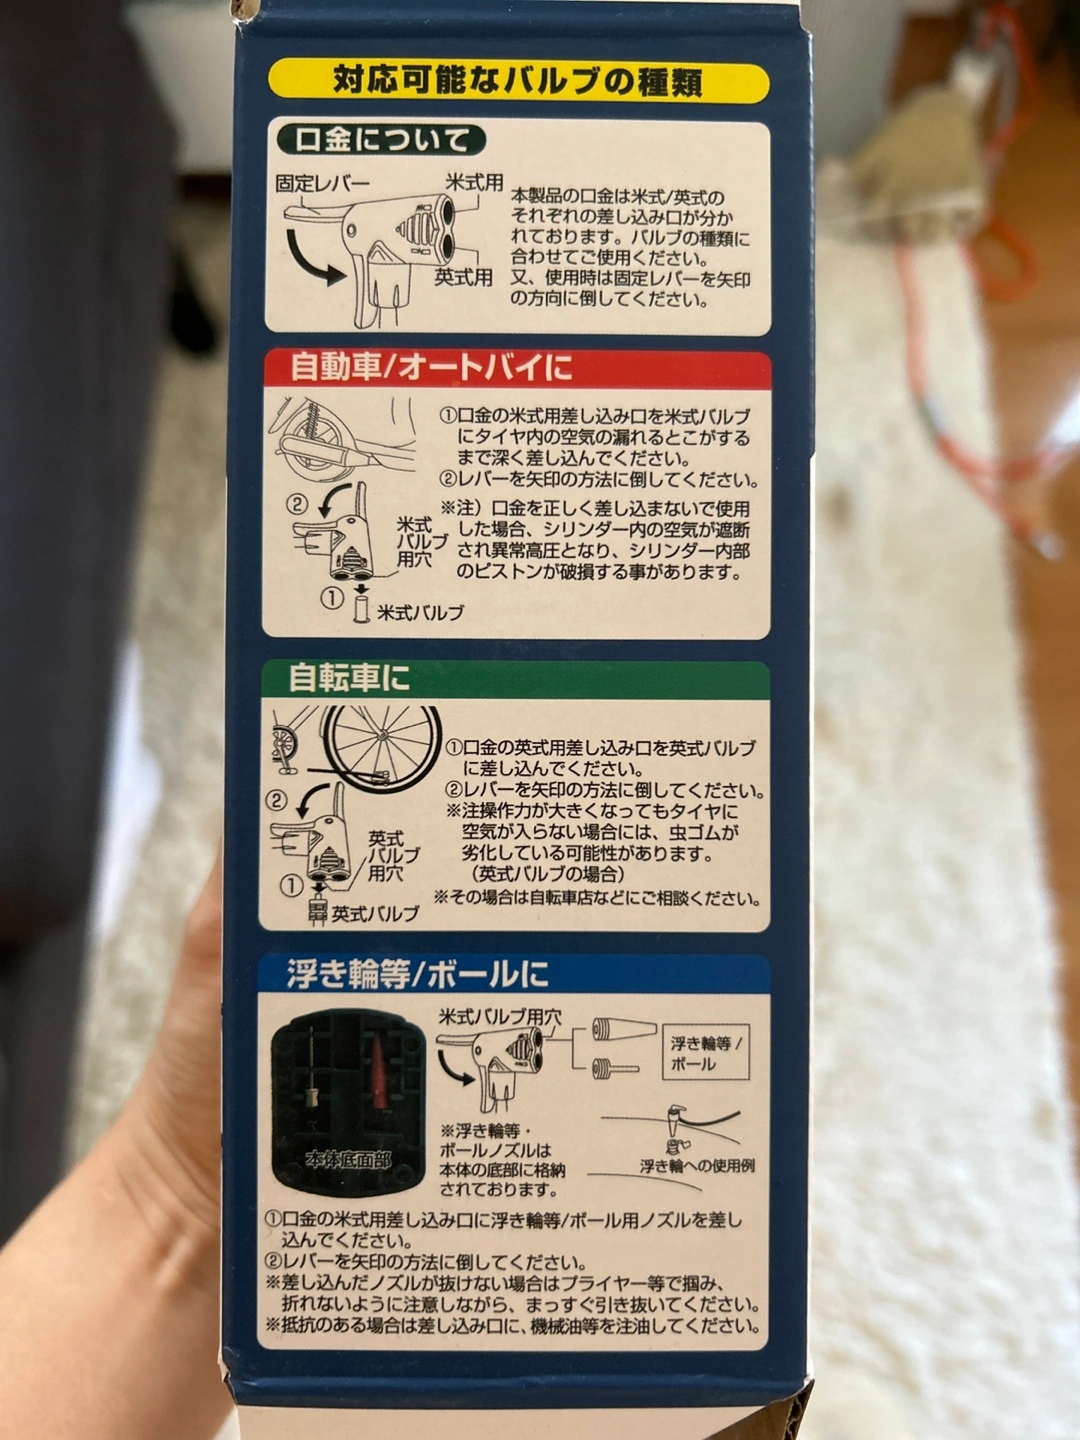 対応可能なバルブの種類
口金について
固定レバー
米式用
英式用
本製品の口金は米式/英式の
それぞれの差し込み口が分か
れております。バルブの種類に
合わせてご使用ください。
又、使用時は固定レバーを矢印
の方向に倒してください。
自動車/オートバイに
①口金の米式用差し込み口を米式バルブ
にタイヤ内の空気の漏れるとこがする
まで深く差し込んでください。
②レバーを矢印の方法に倒してください。
※注）口金を正しく差し込まないで使用
した場合、シリンダー内の空気が遮断
され異常高圧となり、シリンダー内部
のピストンが破損する事があります。
②
米式
バルブ
用穴
①
米式バルブ
自転車に
①口金の英式用差し込み口を英式バルブ
に差し込んでください。
②レバーを矢印の方法に倒してください。
※注操作力が大きくなってもタイヤに
空気が入らない場合には、虫ゴムが
劣化している可能性があります。
（英式バルブの場合）
※その場合は自転車店などにご相談ください。
②
英式
バルブ
用穴
①
英式バルブ
浮き輪等/ボールに
米式バルブ用穴
浮き輪等/
ボール
本体底面部
※浮き輪等・
ボールノズルは
本体の底部に格納
されております。
浮き輪への使用例
①口金の米式用差し込み口に浮き輪等/ボール用ノズルを差し
込んでください。
②レバーを矢印の方法に倒してください。
※差し込んだノズルが抜けない場合はプライヤー等で掴み、
折れないように注意しながら、まっすぐ引き抜いてください。
※抵抗のある場合は差し込み口に、機械油等を注油してください。